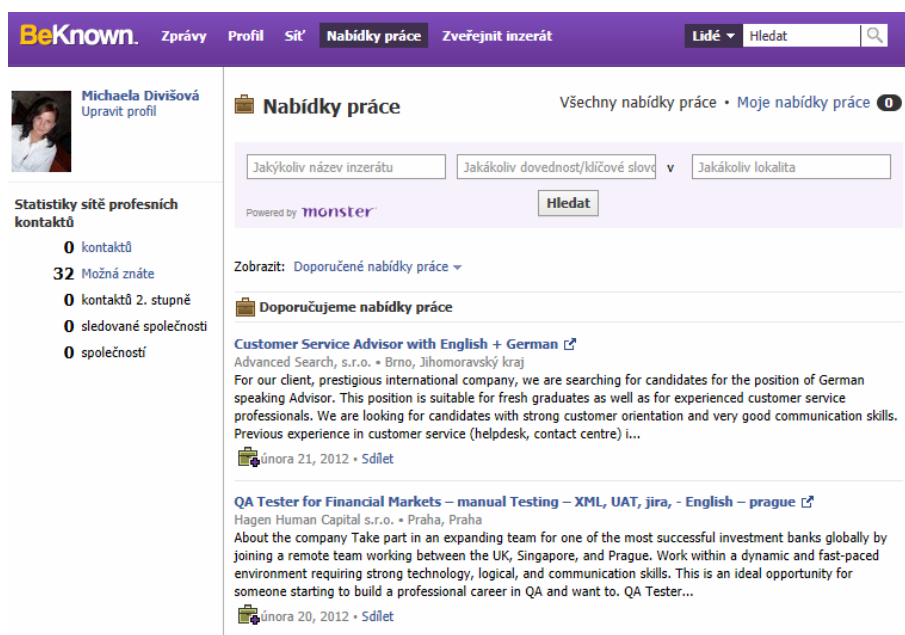 BeKnown. Zprávy Profil Síť Nabídky práce Zveřejnit inzerát Lidé Hledat
Michaela Divišová
Upravit profil
Statistiky sítě profesních
kontaktů
0 kontaktů
32 Možná znáte
0 kontaktů 2. stupně
0 sledované společnosti
0 společností
Nabídky práce Všechny nabídky práce • Moje nabídky práce 0
Jakýkoliv název inzerátu Jakákoliv dovednost/klíčové slovo v Jakákoliv lokalita
Powered by monster Hledat
Zobrazit: Doporučené nabídky práce
Doporučujeme nabídky práce
Customer Service Advisor with English + German
Advanced Search, s.r.o. • Brno, Jihomoravský kraj
For our client, prestigious international company, we are searching for candidates for the position of German
speaking Advisor. This position is suitable for fresh graduates as well as for experienced customer service
professionals. We are looking for candidates with strong customer orientation and very good communication skills.
Previous experience in customer service (helpdesk, contact centre) i...
února 21, 2012 • Sdílet
QA Tester for Financial Markets – manual Testing – XML, UAT, jira, - English – prague
Hagen Human Capital s.r.o. • Praha, Praha
About the company Take part in an expanding team for one of the most successful investment banks globally by
joining a remote team working between the UK, Singapore, and Prague. Work within a dynamic and fast-paced
environment requiring strong technology, logical, and communication skills. This is an ideal opportunity for
someone starting to build a professional career in QA and want to. QA Tester...
února 20, 2012 • Sdílet